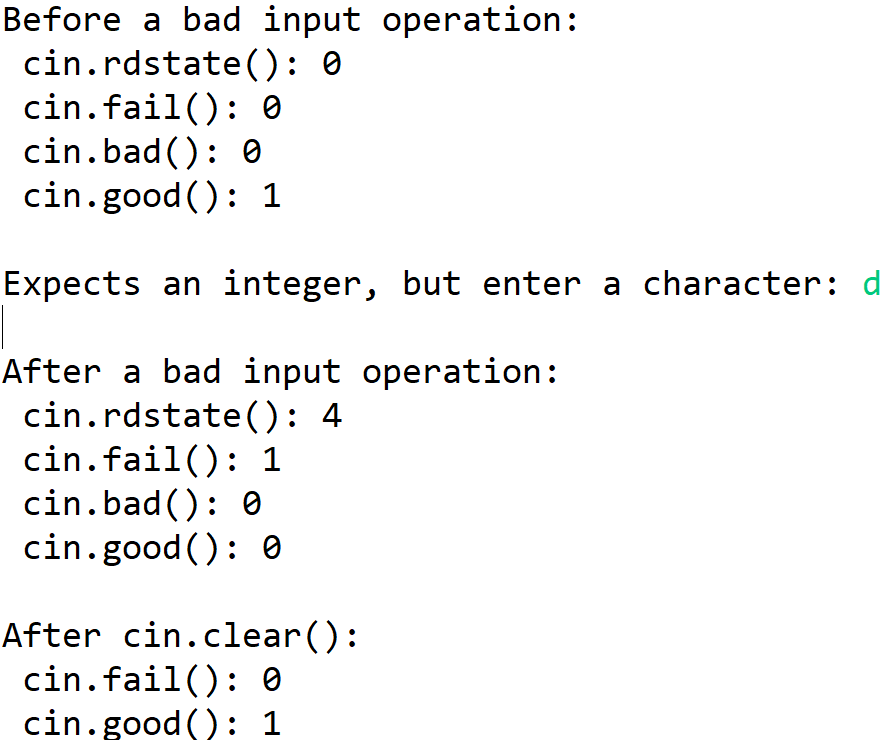 Before a bad input operation:
cin.rdstate(): 0
cin.fail(): 0
cin.bad(): 0
cin.good(): 1
Expects an integer, but enter a character: d
After a bad input operation:
cin.rdstate(): 4
cin.fail(): 1
cin.bad(): 0
cin.good(): 0
After cin.clear():
cin.fail(): 0
cin.good(): 1